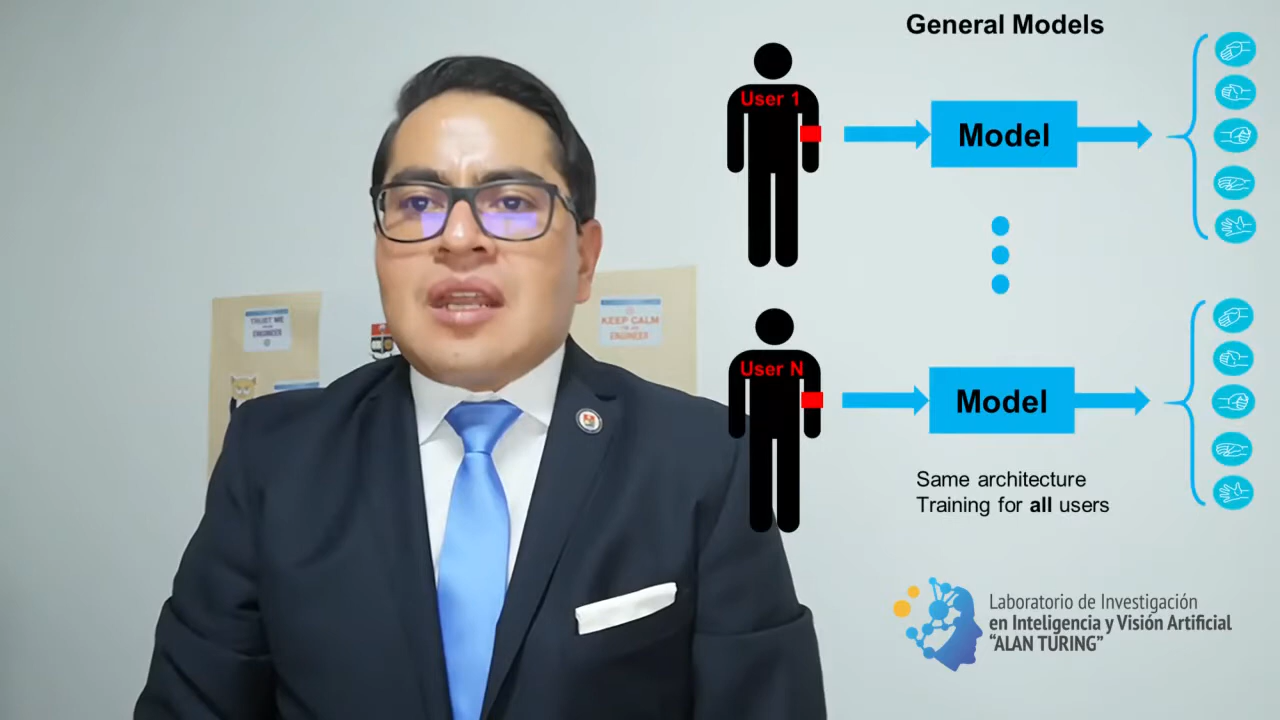 General Models
User 1
Model
User N
Model
Same architecture
Training for all users
Laboratorio de Investigación
en Inteligencia y Visión Artificial
"ALAN TURING"
TRUST ME
ENGINEER
KEEP CALM
I'M AN
ENGINEER